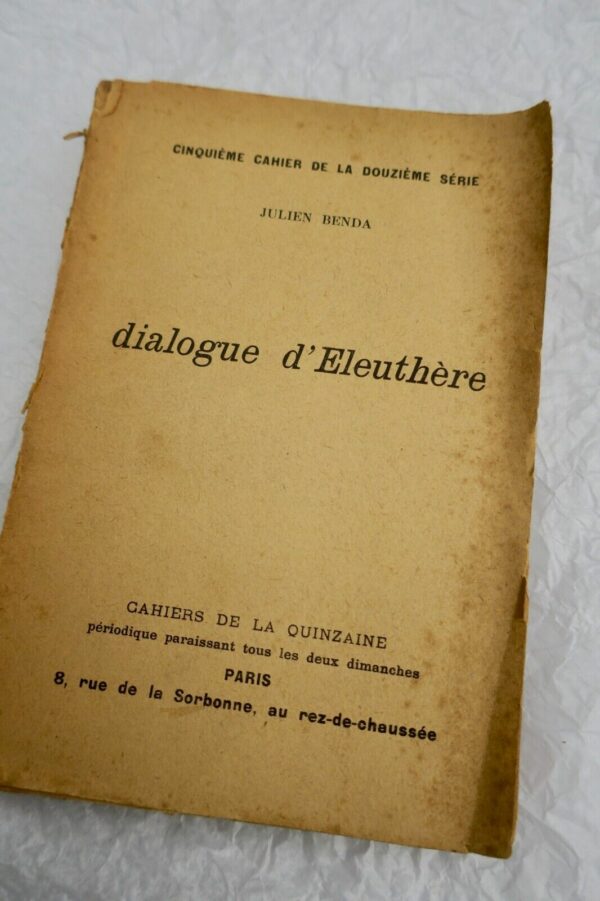 CINQUIÈME CAHIER DE LA DOUZIÈME SÉRIE
JULIEN BENDA
dialogue d'Eleuthère
CAHIERS DE LA QUINZAINE
périodique paraissant tous les deux dimanches
PARIS
8, rue de la Sorbonne, au rez-de-chaussée